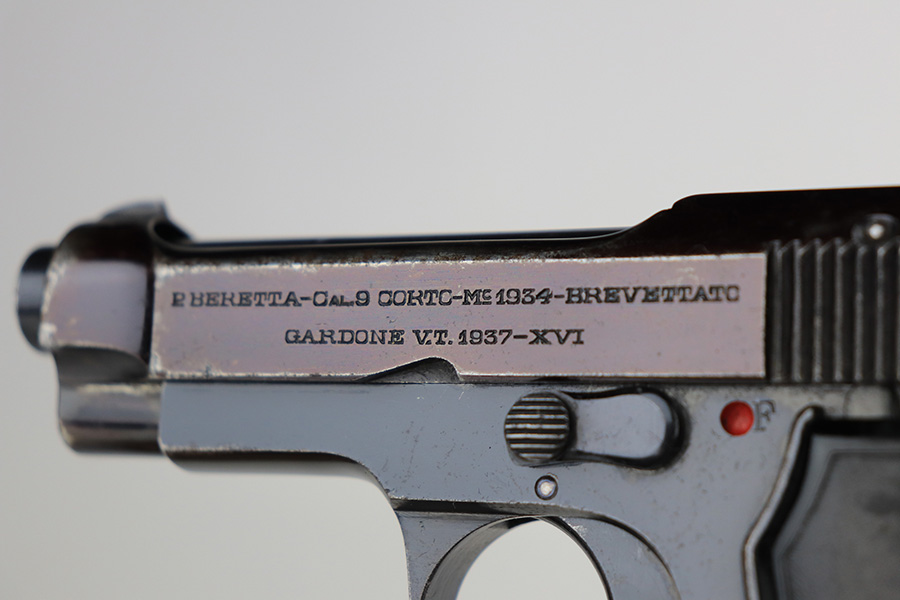 P. BERETTA-CAL.9 CORTO-Mo 1934-BREVETTATO
GARDONE V.T. 1937-XVI
F